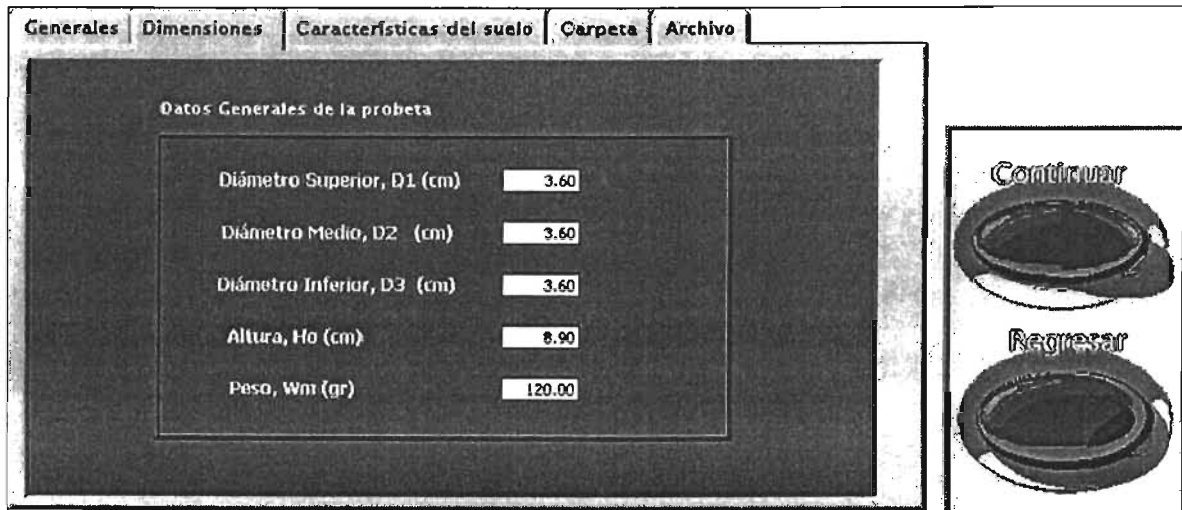 Generales Dimensiones Características del suelo Carpeta Archivo
Datos Generales de la probeta
Diámetro Superior, D1 (cm) 3.60
Diámetro Medio, D2 (cm) 3.60
Diámetro Inferior, D3 (cm) 3.60
Altura, Ho (cm) 8.90
Peso, Wm (gr) 120.00
Continuar
Regresar